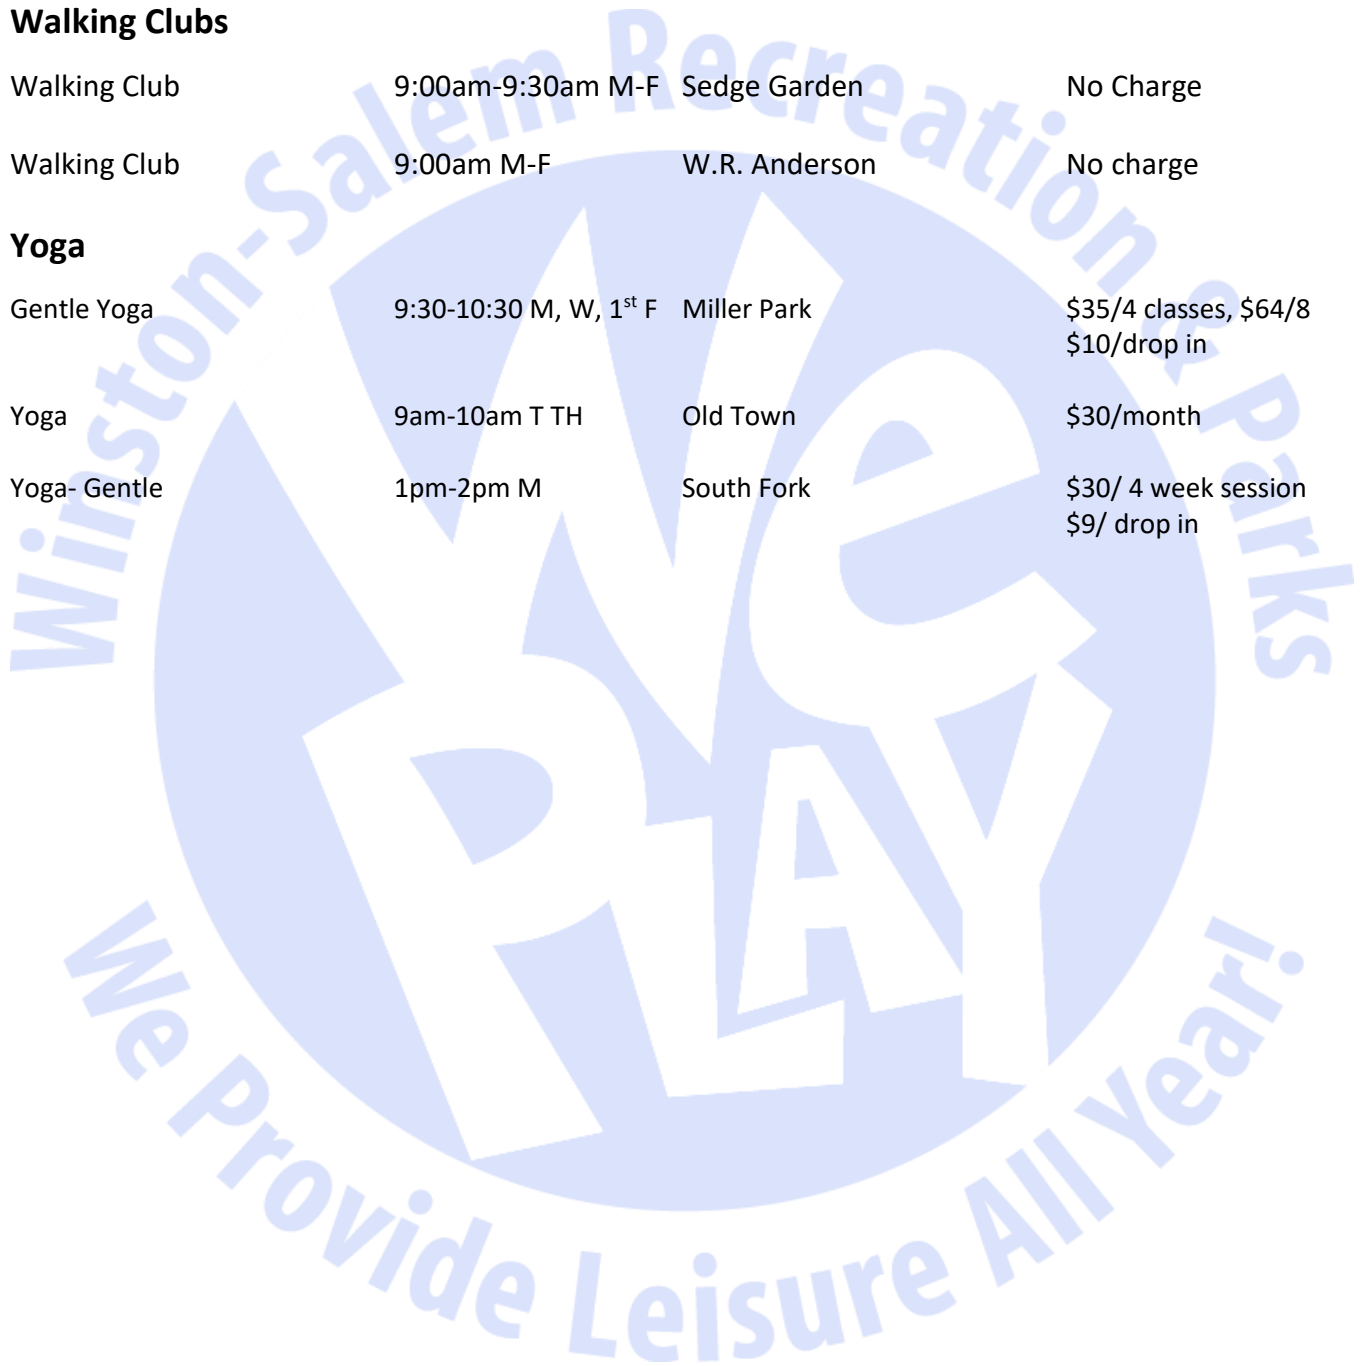 Walking Clubs
Walking Club 9:00am-9:30am M-F Sedge Garden No Charge
Walking Club 9:00am M-F W.R. Anderson No charge
Yoga
Gentle Yoga 9:30-10:30 M, W, 1st F Miller Park $35/4 classes, $64/8
$10/drop in
Yoga 9am-10am T TH Old Town $30/month
Yoga- Gentle 1pm-2pm M South Fork $30/ 4 week session
$9/ drop in
Winston-Salem Recreation & Parks
We
PLAY
We Provide Leisure All Year!